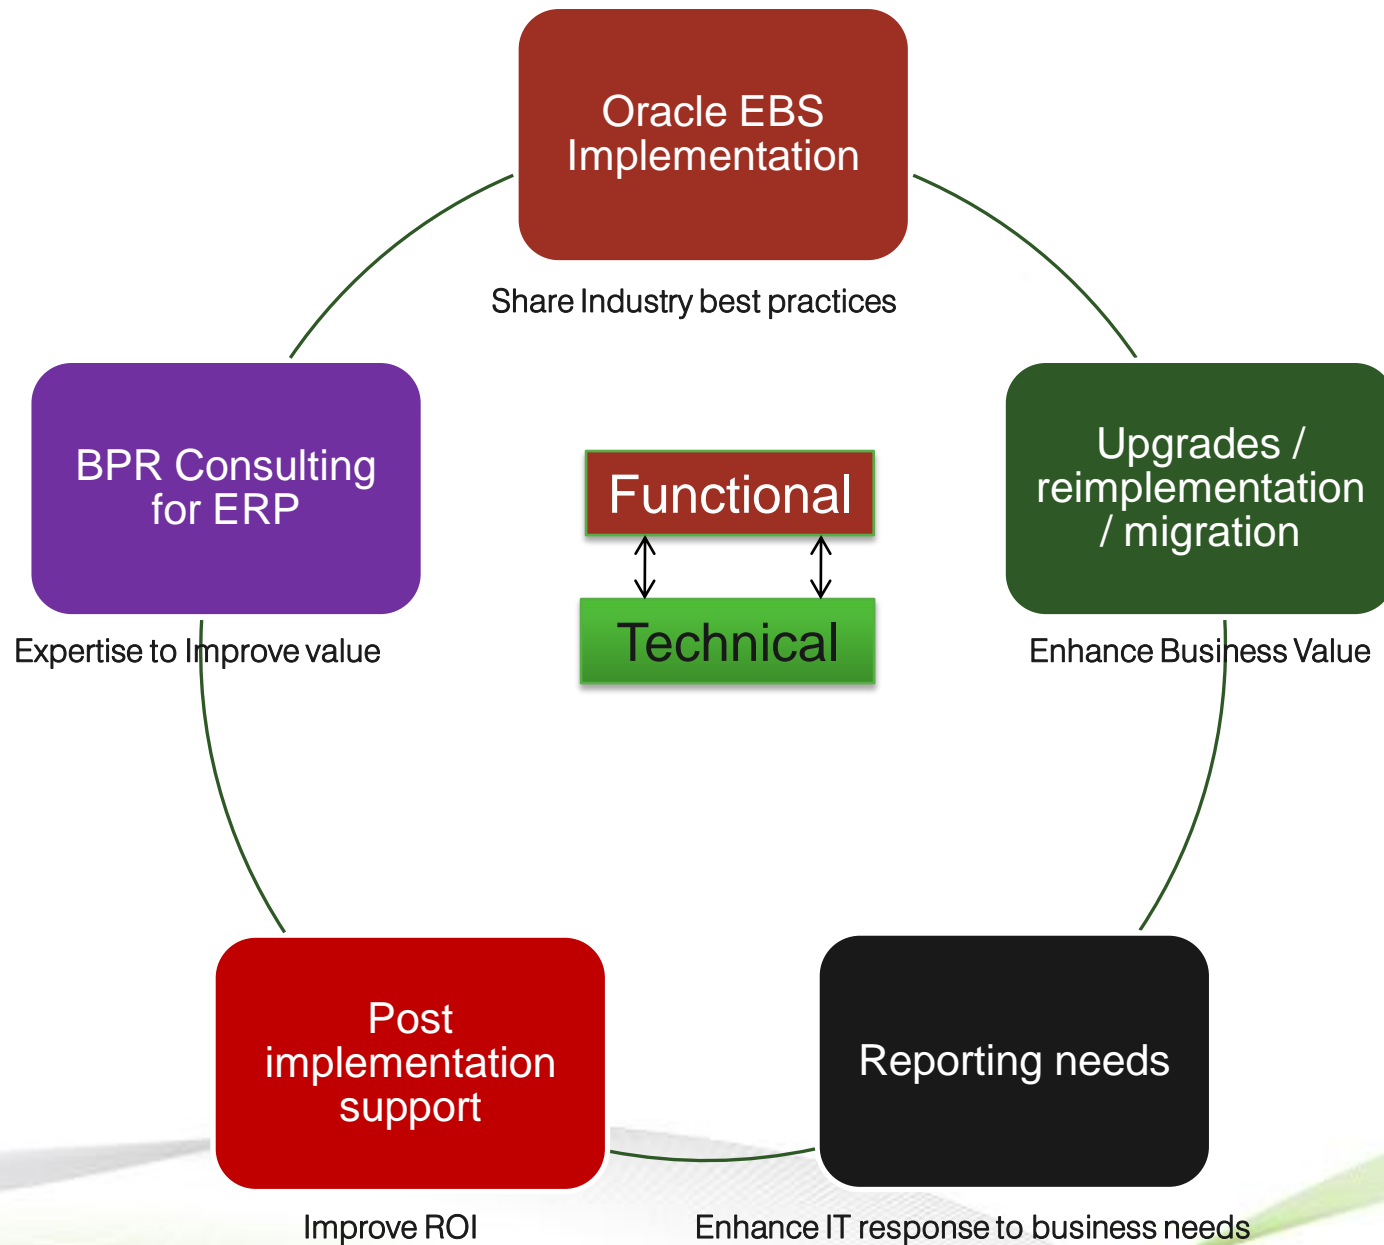 Oracle EBS
Implementation
Share Industry best practices
BPR Consulting
for ERP
Expertise to Improve value
Functional
Technical
Upgrades /
reimplementation
/ migration
Enhance Business Value
Post
implementation
support
Improve ROI
Reporting needs
Enhance IT response to business needs